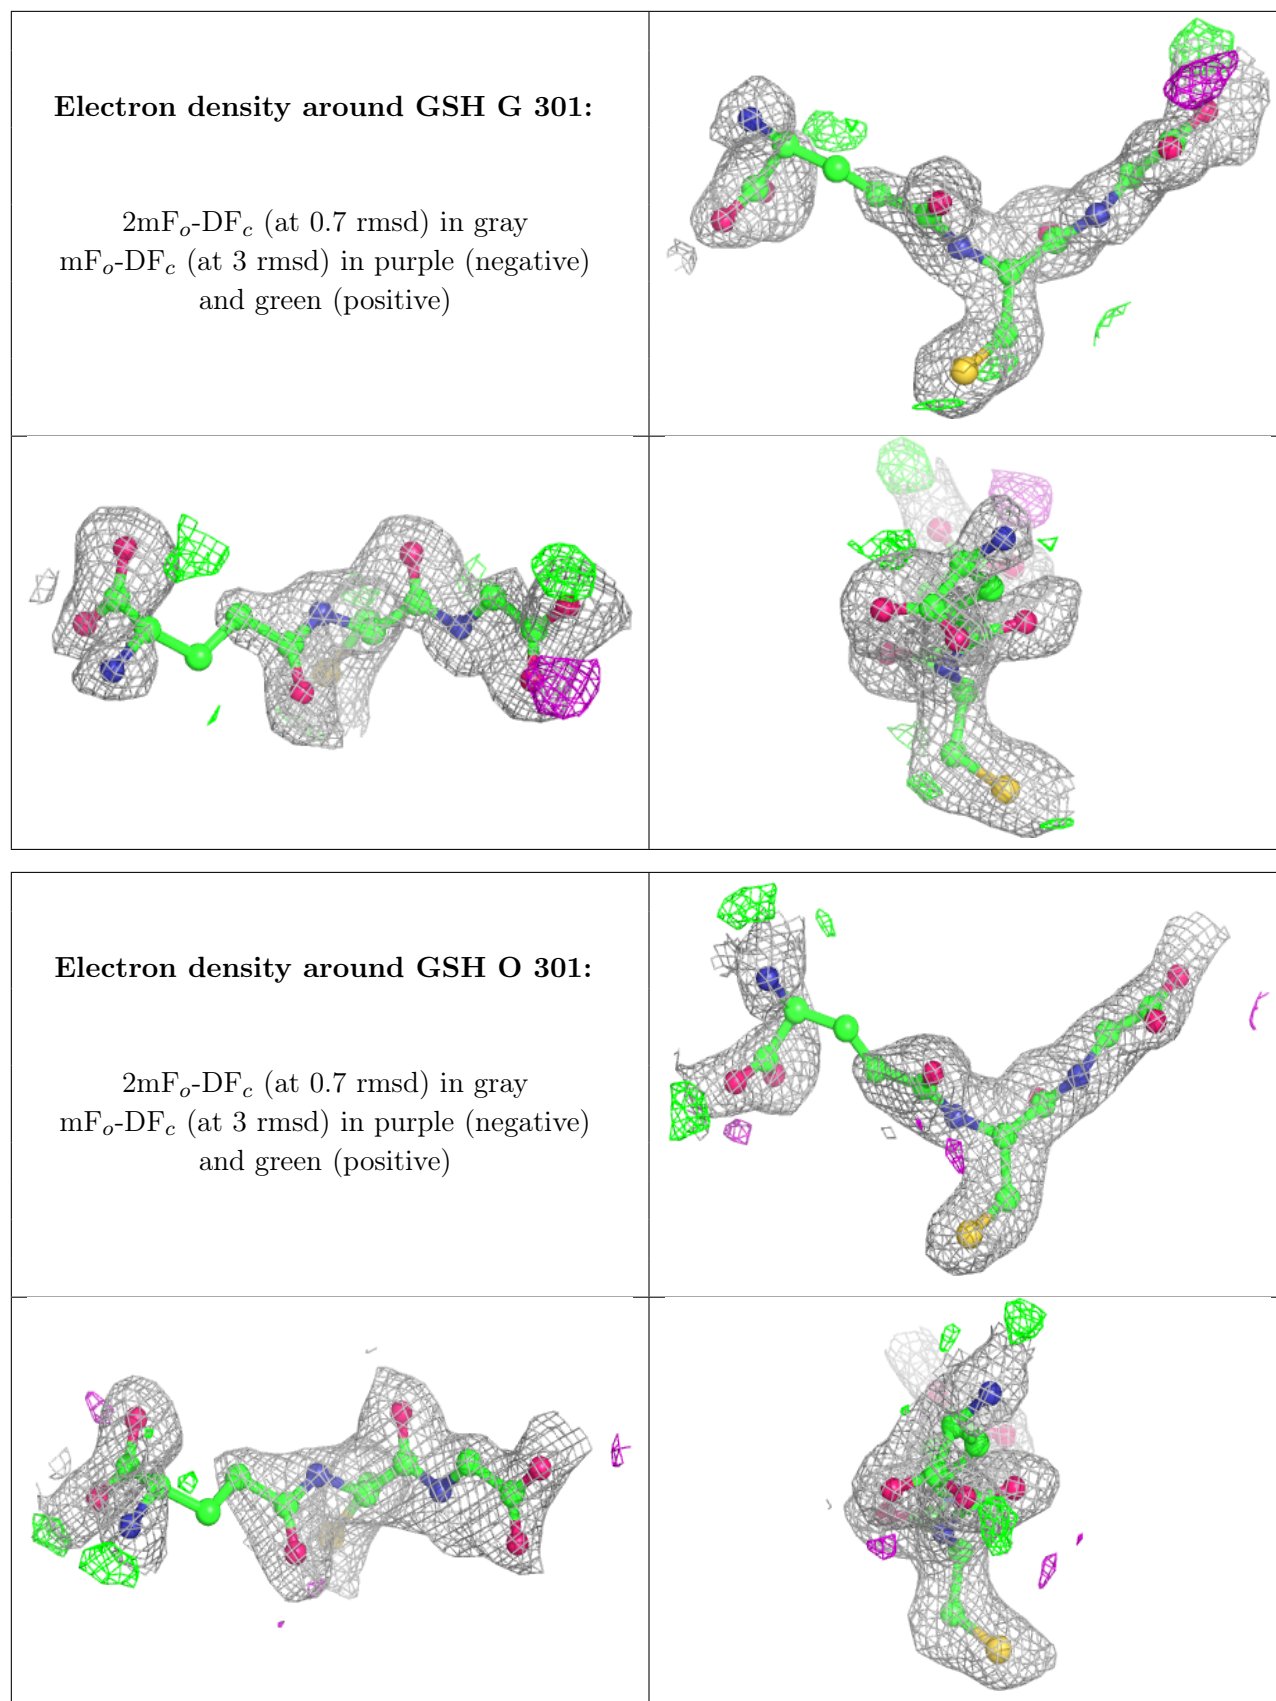 Electron density around GSH G 301:
2mF_o-DF_c (at 0.7 rmsd) in gray
mF_o-DF_c (at 3 rmsd) in purple (negative)
and green (positive)
Electron density around GSH O 301:
2mF_o-DF_c (at 0.7 rmsd) in gray
mF_o-DF_c (at 3 rmsd) in purple (negative)
and green (positive)